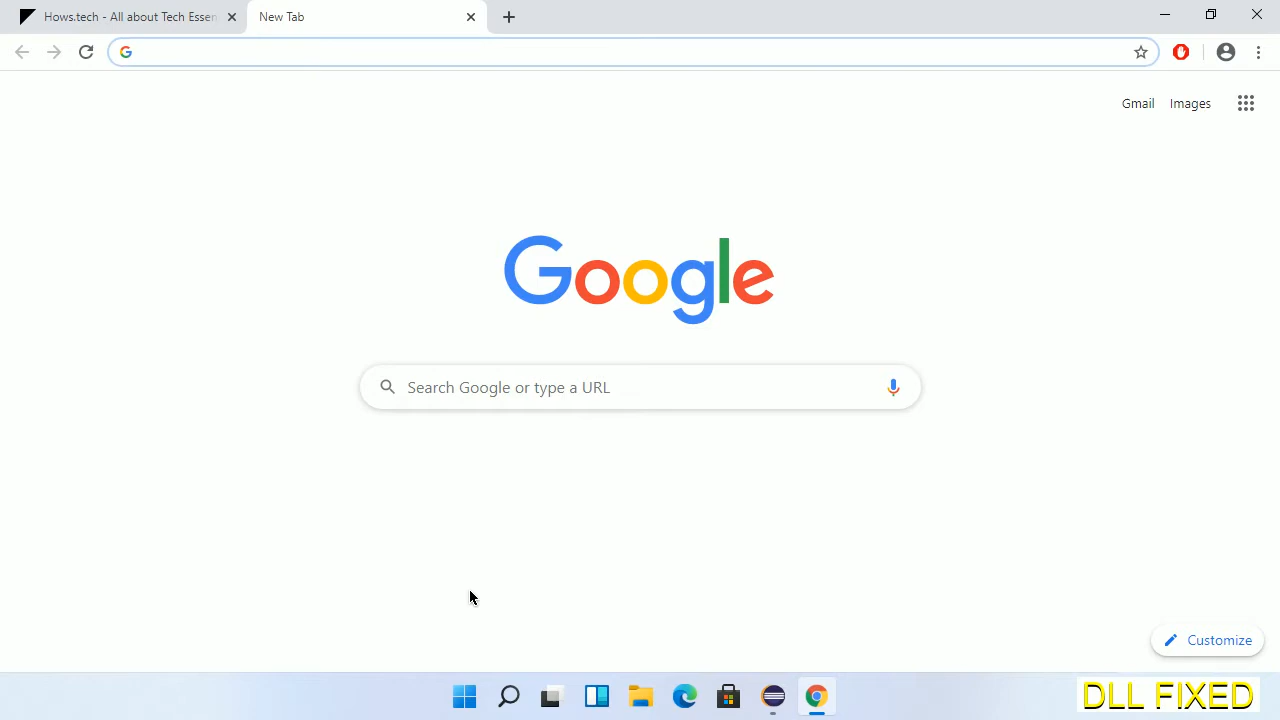 Hows.tech - All about Tech Essen
New Tab
Gmail
Images
Google
Search Google or type a URL
Customize
DLL FIXED